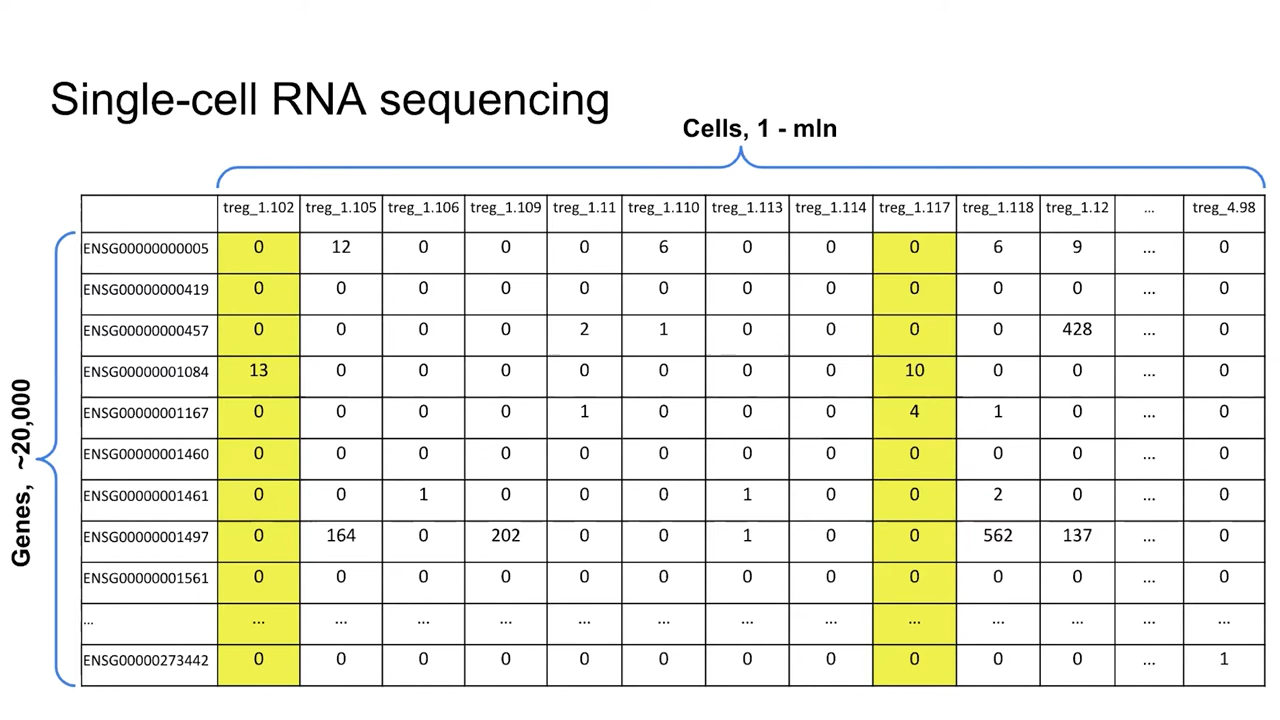 Single-cell RNA sequencing
Cells, 1 - mln
Genes, ~20,000
treg_1.102 treg_1.105 treg_1.106 treg_1.109 treg_1.11 treg_1.110 treg_1.113 treg_1.114 treg_1.117 treg_1.118 treg_1.12 ... treg_4.98
ENSG00000000005 0 12 0 0 0 6 0 0 0 6 9 ... 0
ENSG00000000419 0 0 0 0 0 0 0 0 0 0 0 ... 0
ENSG00000000457 0 0 0 0 2 1 0 0 0 0 428 ... 0
ENSG00000001084 13 0 0 0 0 0 0 0 10 0 0 ... 0
ENSG00000001167 0 0 0 0 1 0 0 0 4 1 0 ... 0
ENSG00000001460 0 0 0 0 0 0 0 0 0 0 0 ... 0
ENSG00000001461 0 0 1 0 0 0 1 0 0 2 0 ... 0
ENSG00000001497 0 164 0 202 0 0 1 0 0 562 137 ... 0
ENSG00000001561 0 0 0 0 0 0 0 0 0 0 0 ... 0
... ... ... ... ... ... ... ... ... ... ... ... ... ...
ENSG00000273442 0 0 0 0 0 0 0 0 0 0 0 ... 1